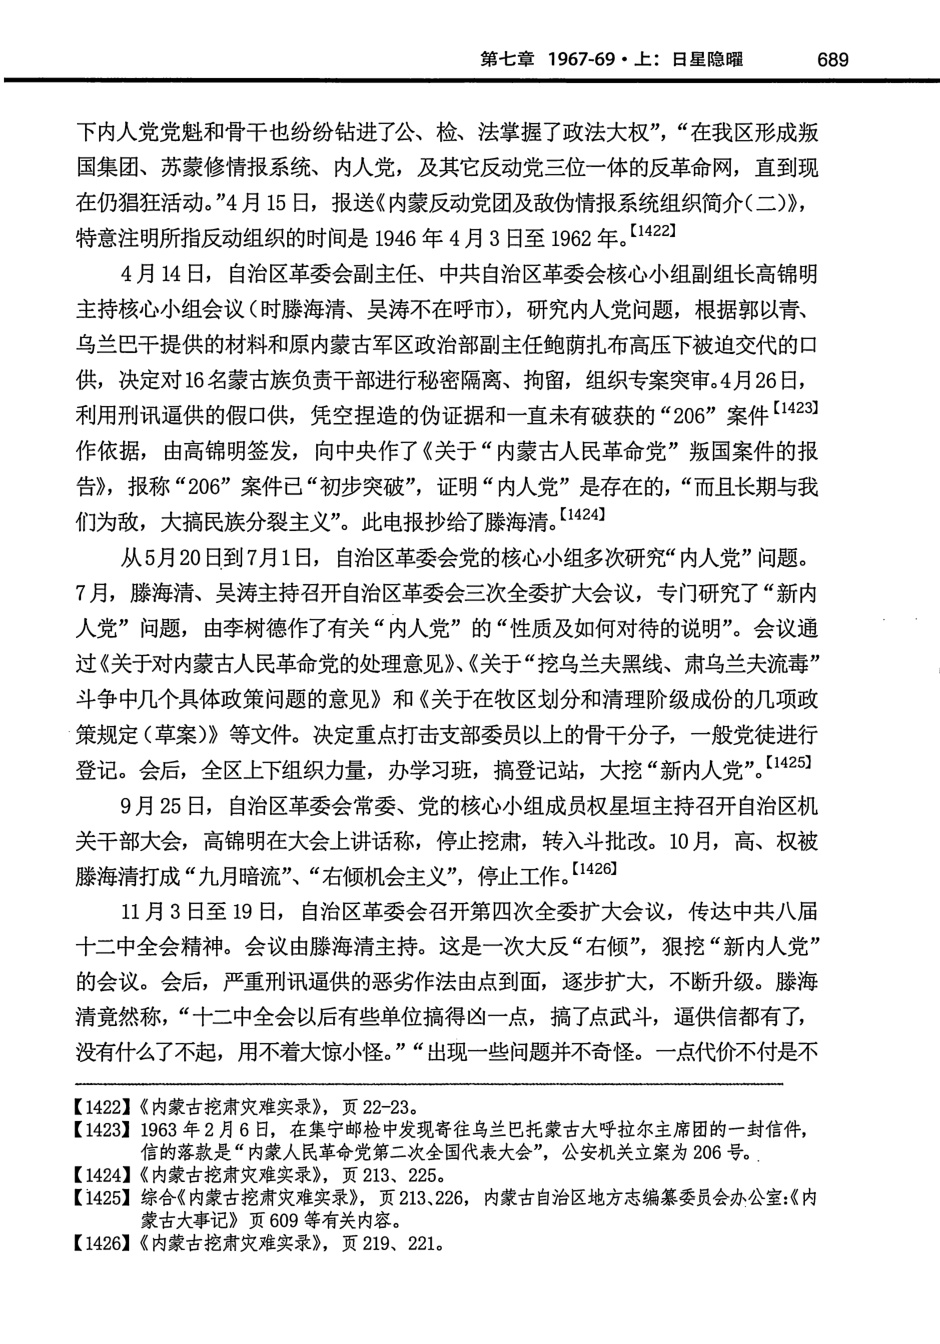 第七章 1967-69·上：日星隐曜 689
下内人党党魁和骨干也纷纷钻进了公、检、法掌握了政法大权”，“在我区形成叛
国集团、苏蒙修情报系统、内人党，及其它反动党三位一体的反革命网，直到现
在仍猖狂活动。”4月15日，报送《内蒙反动党团及敌伪情报系统组织简介（二）》，
特意注明所指反动组织的时间是1946年4月3日至1962年。【1422】
4月14日，自治区革委会副主任、中共自治区革委会核心小组副组长高锦明
主持核心小组会议（时滕海清、吴涛不在呼市），研究内人党问题，根据郭以青、
乌兰巴干提供的材料和原内蒙古军区政治部副主任鲍荫扎布高压下被迫交代的口
供，决定对16名蒙古族负责干部进行秘密隔离、拘留，组织专案突审。4月26日，
利用刑讯逼供的假口供，凭空捏造的伪证据和一直未有破获的“206”案件【1423】
作依据，由高锦明签发，向中央作了《关于“内蒙古人民革命党”叛国案件的报
告》，报称“206”案件已“初步突破”，证明“内人党”是存在的，“而且长期与我
们为敌，大搞民族分裂主义”。此电报抄给了滕海清。【1424】
从5月20日到7月1日，自治区革委会党的核心小组多次研究“内人党”问题。
7月，滕海清、吴涛主持召开自治区革委会三次全委扩大会议，专门研究了“新内
人党”问题，由李树德作了有关“内人党”的“性质及如何对待的说明”。会议通
过《关于对内蒙古人民革命党的处理意见》、《关于“挖乌兰夫黑线、肃乌兰夫流毒”
斗争中几个具体政策问题的意见》和《关于在牧区划分和清理阶级成份的几项政
策规定（草案）》等文件。决定重点打击支部委员以上的骨干分子，一般党徒进行
登记。会后，全区上下组织力量，办学习班，搞登记站，大挖“新内人党”。【1425】
9月25日，自治区革委会常委、党的核心小组成员权星垣主持召开自治区机
关干部大会，高锦明在大会上讲话称，停止挖肃，转入斗批改。10月，高、权被
滕海清打成“九月暗流”、“右倾机会主义”，停止工作。【1426】
11月3日至19日，自治区革委会召开第四次全委扩大会议，传达中共八届
十二中全会精神。会议由滕海清主持。这是一次大反“右倾”，狠挖“新内人党”
的会议。会后，严重刑讯逼供的恶劣作法由点到面，逐步扩大，不断升级。滕海
清竟然称，“十二中全会以后有些单位搞得凶一点，搞了点武斗，逼供信都有了，
没有什么了不起，用不着大惊小怪。”“出现一些问题并不奇怪。一点代价不付是不
【1422】《内蒙古挖肃灾难实录》，页22-23。
【1423】1963年2月6日，在集宁邮检中发现寄往乌兰巴托蒙古大呼拉尔主席团的一封信件，
信的落款是“内蒙人民革命党第二次全国代表大会”，公安机关立案为206号。
【1424】《内蒙古挖肃灾难实录》，页213、225。
【1425】综合《内蒙古挖肃灾难实录》，页213、226，内蒙古自治区地方志编纂委员会办公室：《内
蒙古大事记》页609等有关内容。
【1426】《内蒙古挖肃灾难实录》，页219、221。